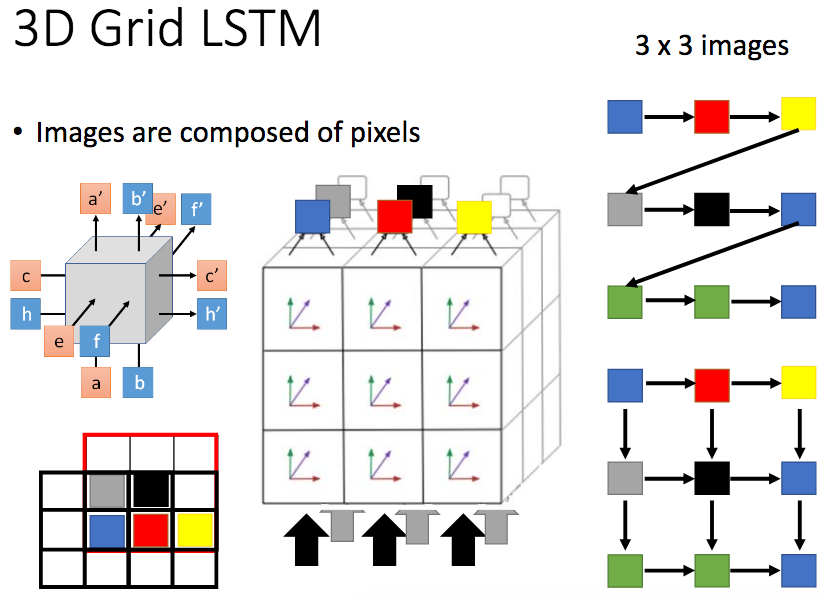 3D Grid LSTM
3 x 3 images
• Images are composed of pixels
a’ b’ e’ f’
c c’
h h’
e f
a b